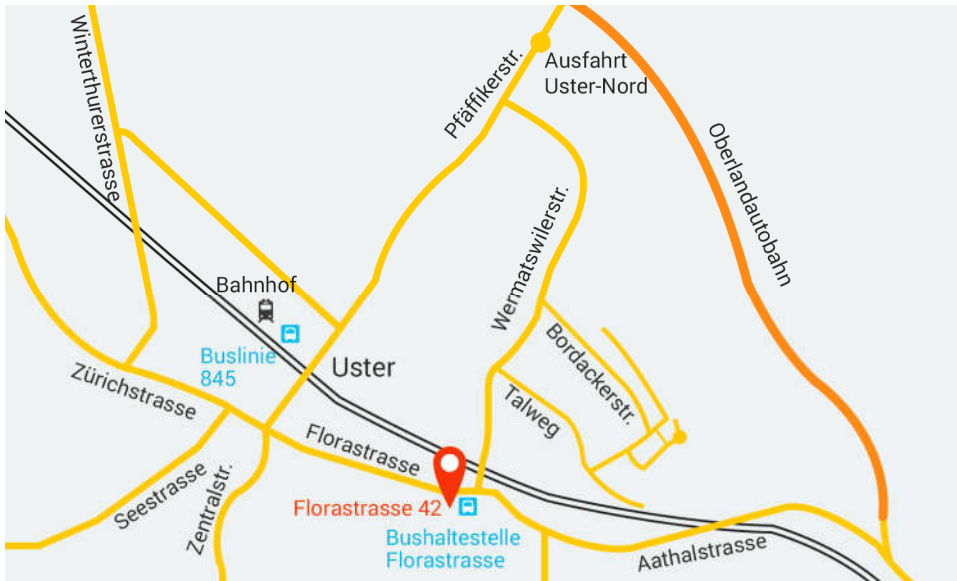 Winterthurerstrasse
Pfäffikerstr.
Ausfahrt
Uster-Nord
Oberlandautobahn
Wermatswilerstr.
Bahnhof
Buslinie
845
Uster
Bordackerstr.
Talweg
Zürichstrasse
Florastrasse
Seestrasse
Zentralstr.
Florastrasse 42
Bushaltestelle
Florastrasse
Aathalstrasse